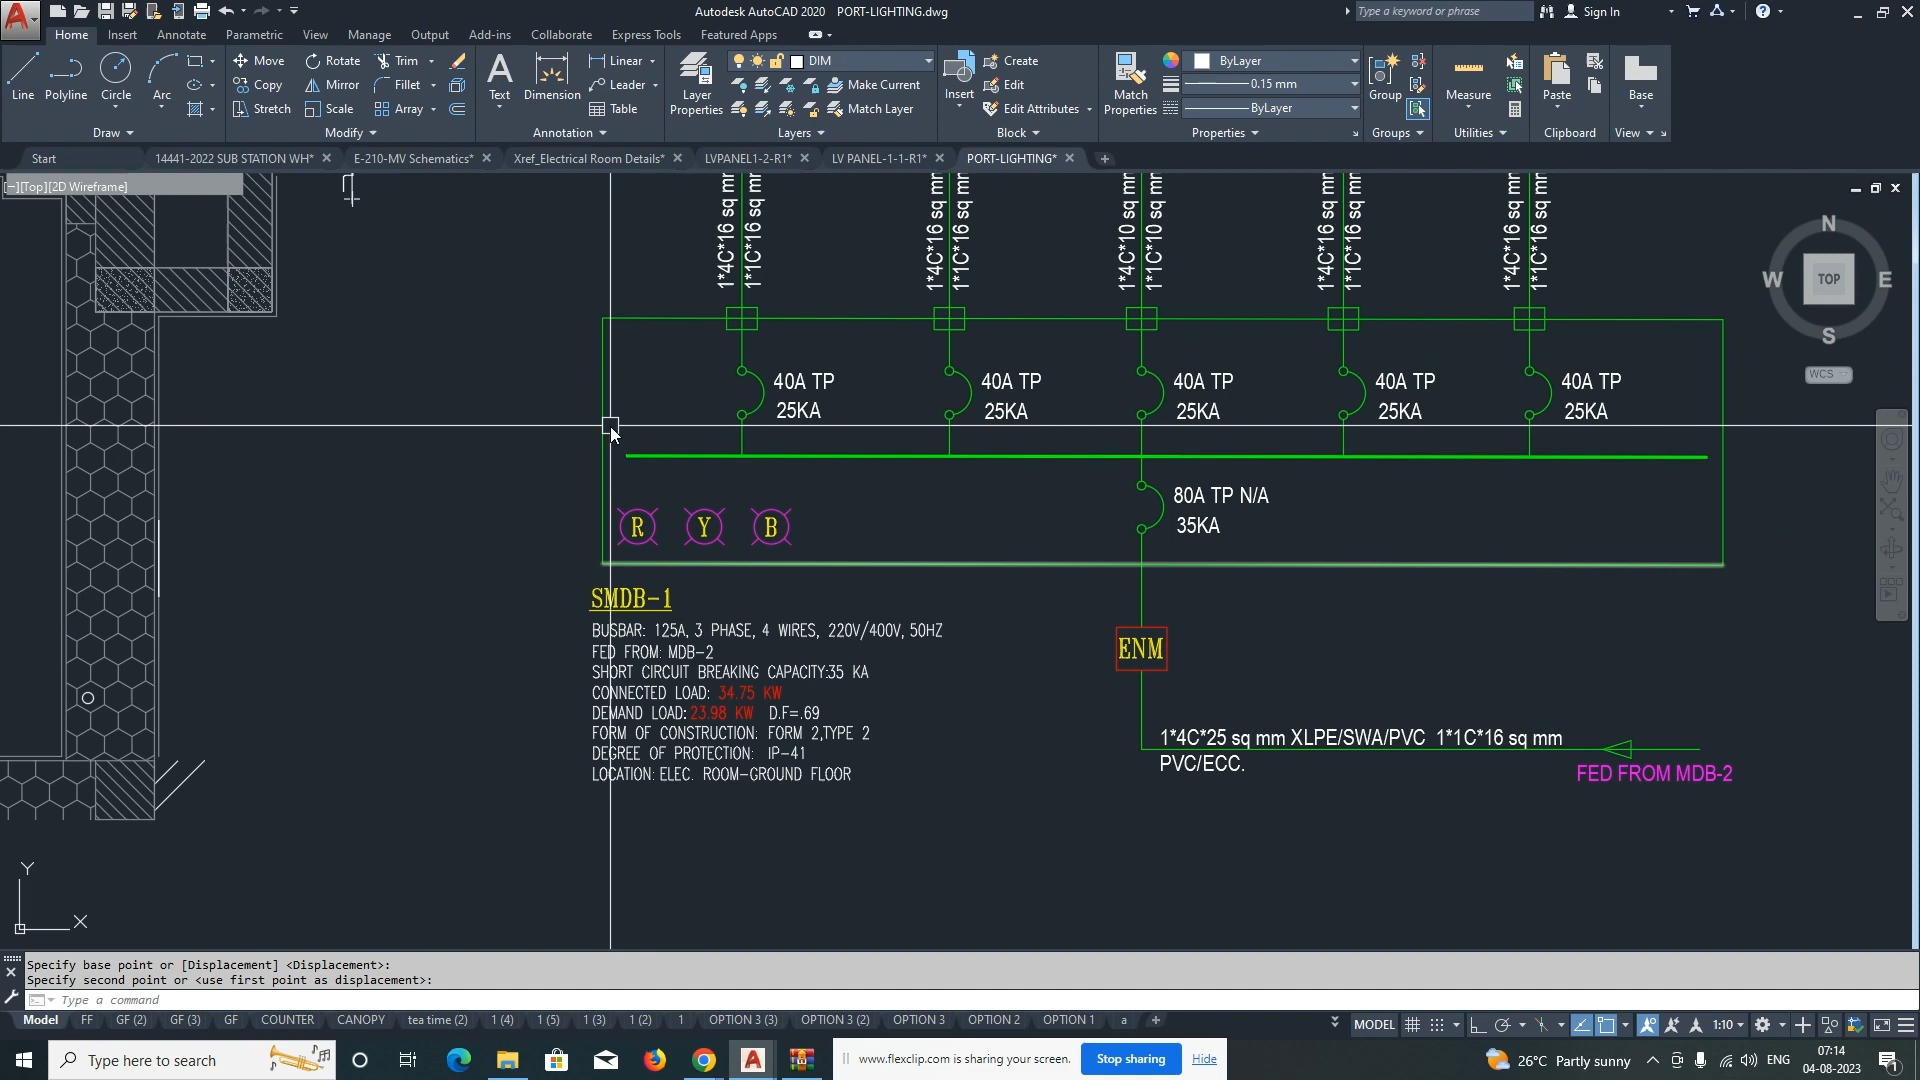 Autodesk AutoCAD 2020 PORT-LIGHTING.dwg
Type a keyword or phrase
Sign In
Home Insert Annotate Parametric View Manage Output Add-ins Collaborate Express Tools Featured Apps
Line
Polyline
Circle
Arc
Draw
Move
Rotate
Trim
Copy
Mirror
Fillet
Stretch
Scale
Array
Modify
Text
Dimension
Linear
Leader
Table
Annotation
Layer
Properties
DIM
Make Current
Match Layer
Layers
Insert
Create
Edit
Edit Attributes
Block
Match
Properties
ByLayer
0.15 mm
ByLayer
Properties
Group
Groups
Measure
Utilities
Paste
Clipboard
Base
View
Start
14441-2022 SUB STATION WH*
E-210-MV Schematics*
Xref_Electrical Room Details*
LVPANEL1-2-R1*
LV PANEL-1-1-R1*
PORT-LIGHTING*
[−][Top][2D Wireframe]
N
W
TOP
E
S
WCS
1*4C*16 sq mm
1*1C*16 sq mm
1*4C*16 sq mm
1*1C*16 sq mm
1*4C*10 sq mm
1*1C*10 sq mm
1*4C*16 sq mm
1*1C*16 sq mm
1*4C*16 sq mm
1*1C*16 sq mm
40A TP
25KA
40A TP
25KA
40A TP
25KA
40A TP
25KA
40A TP
25KA
80A TP N/A
35KA
R Y B
SMDB-1
BUSBAR: 125A, 3 PHASE, 4 WIRES, 220V/400V, 50HZ
FED FROM: MDB-2
SHORT CIRCUIT BREAKING CAPACITY:35 KA
CONNECTED LOAD: 34.75 KW
DEMAND LOAD: 23.98 KW D.F=.69
FORM OF CONSTRUCTION: FORM 2,TYPE 2
DEGREE OF PROTECTION: IP-41
LOCATION: ELEC. ROOM-GROUND FLOOR
ENM
1*4C*25 sq mm XLPE/SWA/PVC 1*1C*16 sq mm
PVC/ECC.
FED FROM MDB-2
Y
X
Specify base point or [Displacement] <Displacement>:
Specify second point or <use first point as displacement>:
Type a command
Model FF GF (2) GF (3) GF COUNTER CANOPY tea time (2) 1 (4) 1 (5) 1 (3) 1 (2) 1 OPTION 3 (3) OPTION 3 (2) OPTION 3 OPTION 2 OPTION 1 a
MODEL
1:10
Type here to search
www.flexclip.com is sharing your screen.
Stop sharing
Hide
26°C Partly sunny
ENG
07:14
04-08-2023
1